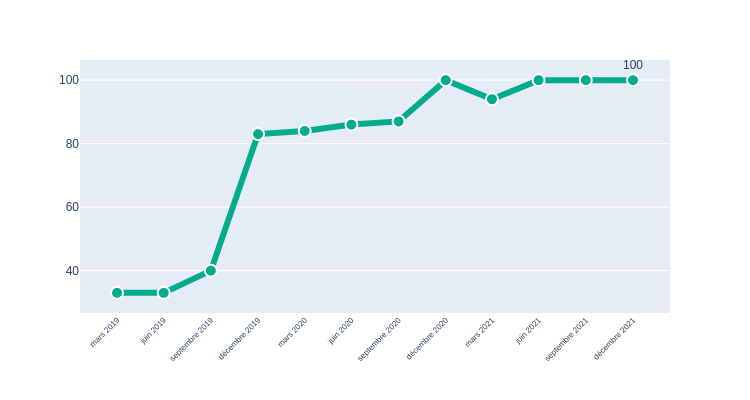 100
100
80
60
40
mars 2019
juin 2019
septembre 2019
décembre 2019
mars 2020
juin 2020
septembre 2020
décembre 2020
mars 2021
juin 2021
septembre 2021
décembre 2021